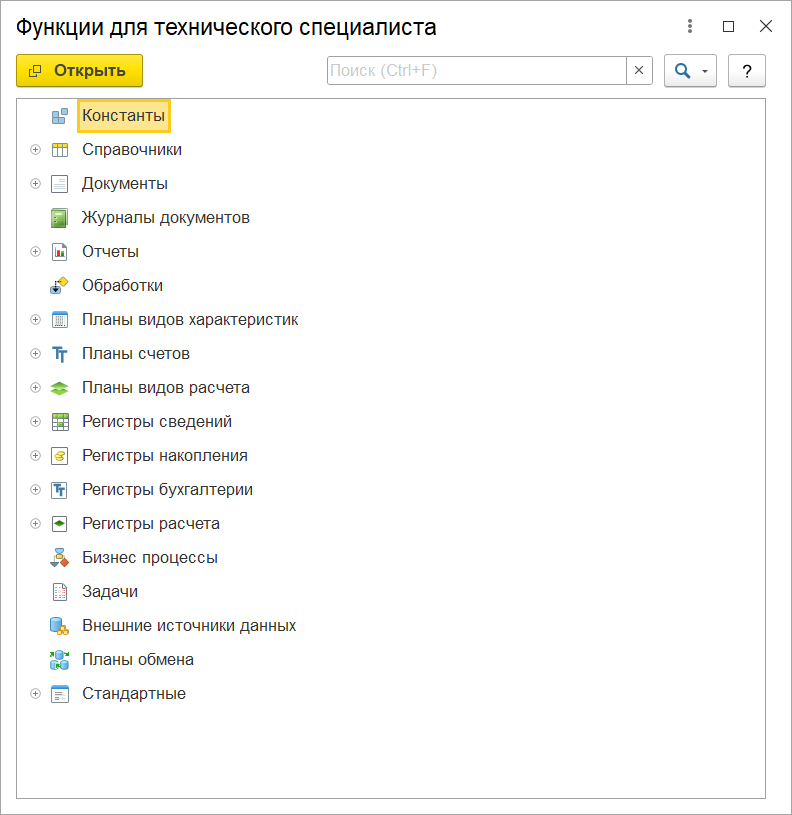 Функции для технического специалиста
Открыть
Поиск (Ctrl+F)
?
Константы
Справочники
Документы
Журналы документов
Отчеты
Обработки
Планы видов характеристик
Планы счетов
Планы видов расчета
Регистры сведений
Регистры накопления
Регистры бухгалтерии
Регистры расчета
Бизнес процессы
Задачи
Внешние источники данных
Планы обмена
Стандартные